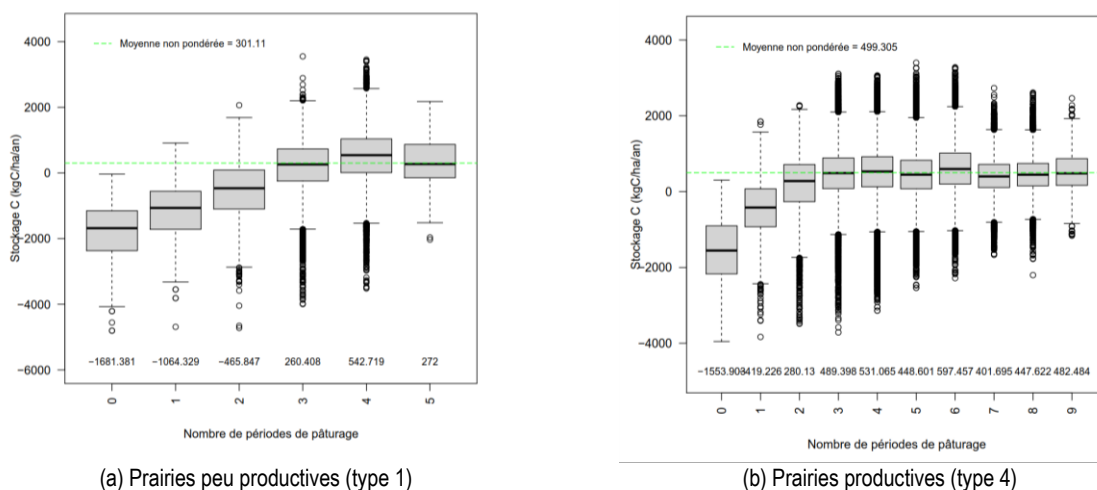 Moyenne non pondérée = 301.11
Stockage C (kgC/ha/an)
4000
2000
0
−2000
−4000
−6000
−1681.381 −1064.329 −465.847 260.408 542.719 272
0 1 2 3 4 5
Nombre de périodes de pâturage
(a) Prairies peu productives (type 1)
Moyenne non pondérée = 499.305
Stockage C (kgC/ha/an)
4000
2000
0
−2000
−4000
−1553.903 −419.226 280.13 489.398 531.065 448.601 597.457 401.695 447.622 482.484
0 1 2 3 4 5 6 7 8 9
Nombre de périodes de pâturage
(b) Prairies productives (type 4)